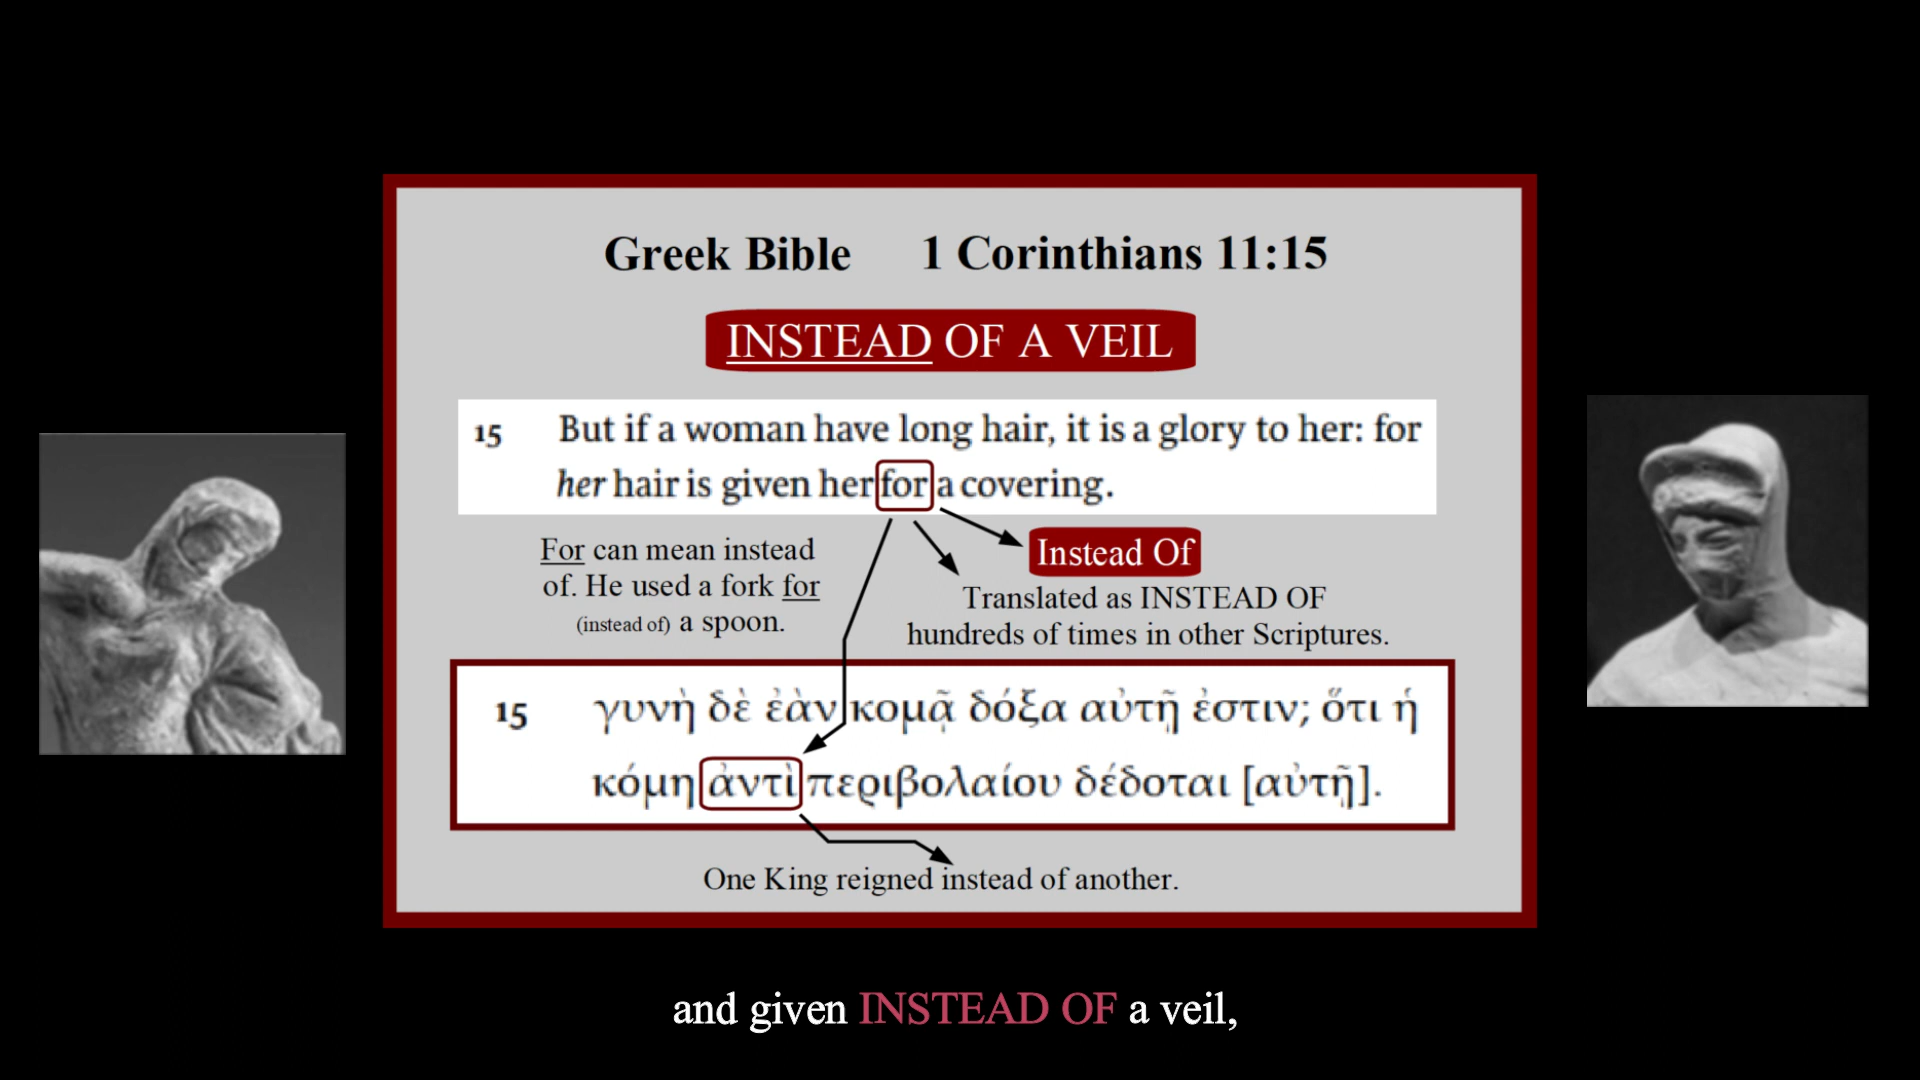 Greek Bible 1 Corinthians 11:15
INSTEAD OF A VEIL
15 But if a woman have long hair, it is a glory to her: for
her hair is given her for a covering.
For can mean instead
of. He used a fork for
(instead of) a spoon.
Instead Of
Translated as INSTEAD OF
hundreds of times in other Scriptures.
15 γυνὴ δὲ ἐὰν κομᾷ δόξα αὐτῇ ἐστιν; ὅτι ἡ
κόμη ἀντὶ περιβολαίου δέδοται [αὐτῇ].
One King reigned instead of another.
and given INSTEAD OF a veil,